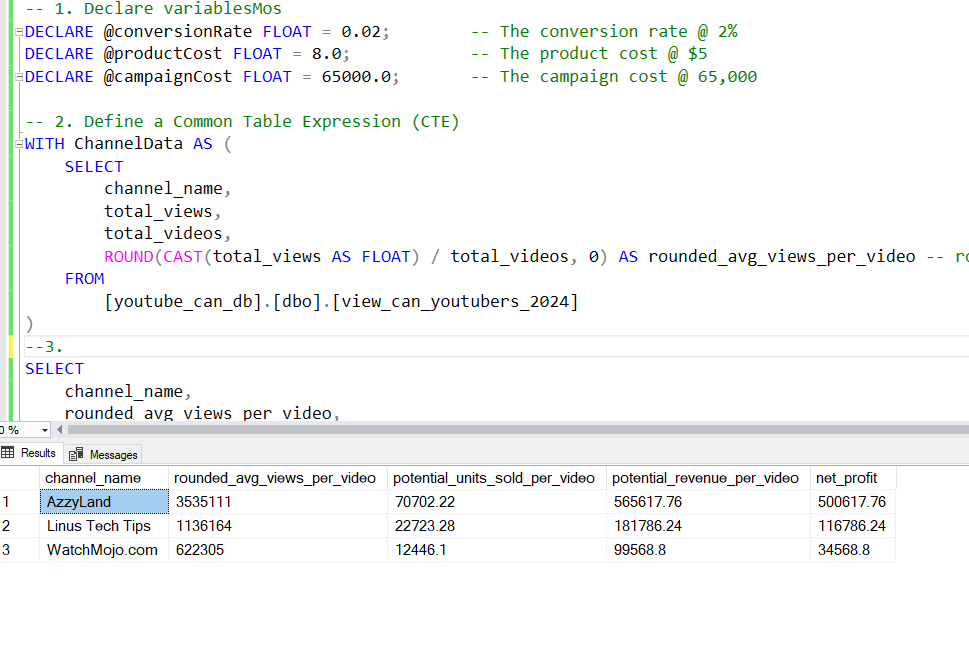 -- 1. Declare variablesMos
DECLARE @conversionRate FLOAT = 0.02; -- The conversion rate @ 2%
DECLARE @productCost FLOAT = 8.0; -- The product cost @ $5
DECLARE @campaignCost FLOAT = 65000.0; -- The campaign cost @ 65,000
-- 2. Define a Common Table Expression (CTE)
WITH ChannelData AS (
SELECT
channel_name,
total_views,
total_videos,
ROUND(CAST(total_views AS FLOAT) / total_videos, 0) AS rounded_avg_views_per_video --
FROM
[youtube_can_db].[dbo].[view_can_youtubers_2024]
)
--3.
SELECT
channel_name,
rounded_avg_views_per_video,
0 %
Results Messages
channel_name rounded_avg_views_per_video potential_units_sold_per_video potential_revenue_per_video net_profit
1 AzzyLand 3535111 70702.22 565617.76 500617.76
2 Linus Tech Tips 1136164 22723.28 181786.24 116786.24
3 WatchMojo.com 622305 12446.1 99568.8 34568.8